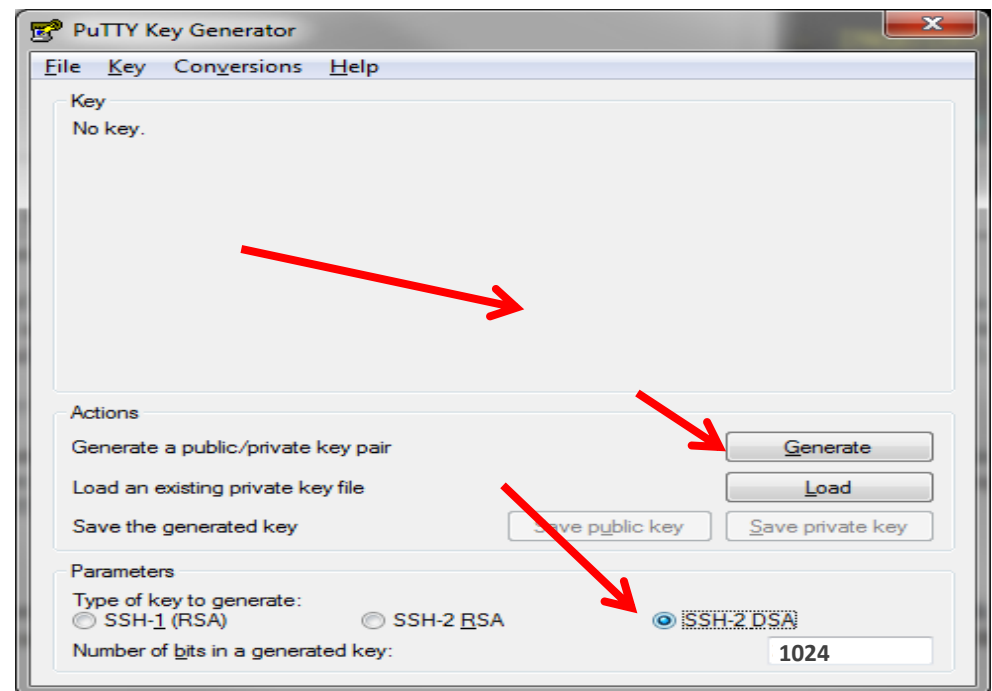 PuTTY Key Generator
File Key Conversions Help
Key
No key.
Actions
Generate a public/private key pair Generate
Load an existing private key file Load
Save the generated key Save public key Save private key
Parameters
Type of key to generate:
SSH-1 (RSA) SSH-2 RSA SSH-2 DSA
Number of bits in a generated key: 1024